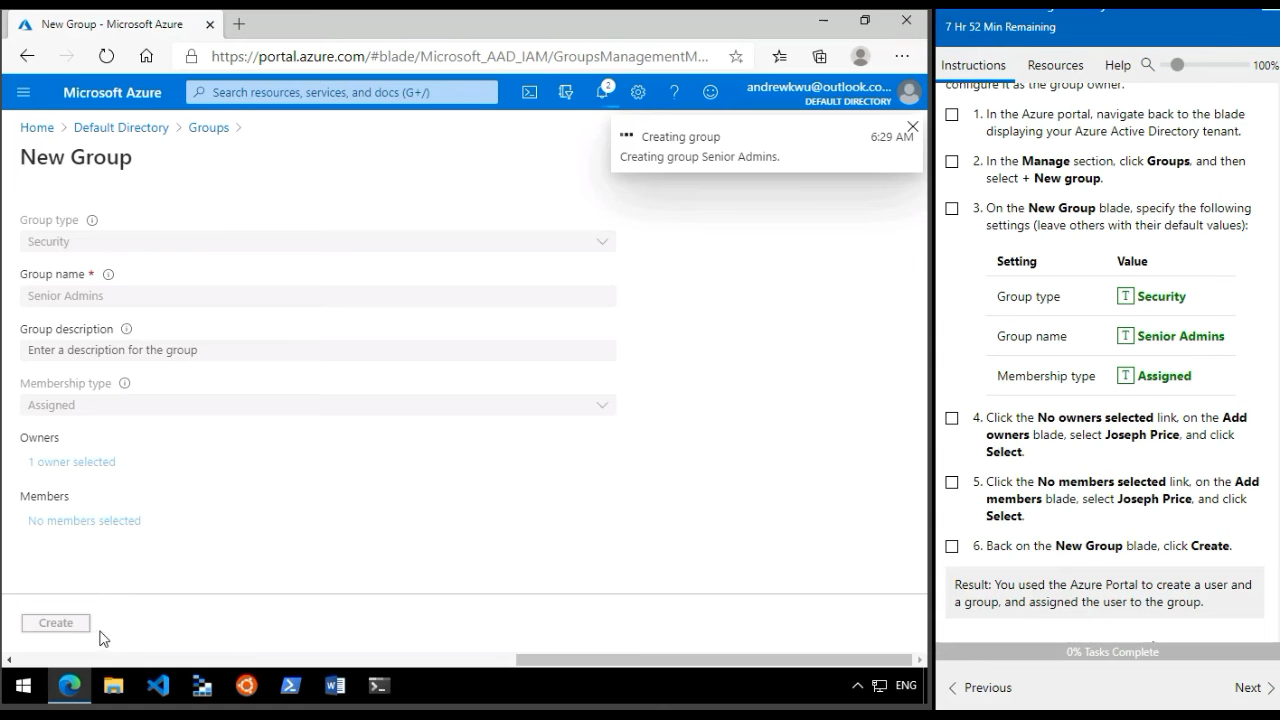 New Group - Microsoft Azure
7 Hr 52 Min Remaining
https://portal.azure.com/#blade/Microsoft_AAD_IAM/GroupsManagementM...
Instructions
Resources
Help
100%
Microsoft Azure
Search resources, services, and docs (G+/)
2
andrewkwu@outlook.co...
DEFAULT DIRECTORY
Home > Default Directory > Groups >
New Group
Creating group
6:29 AM
Creating group Senior Admins.
Group type
Security
Group name *
Senior Admins
Group description
Enter a description for the group
Membership type
Assigned
Owners
1 owner selected
Members
No members selected
Create
ENG
configure it as the group owner.
1. In the Azure portal, navigate back to the blade
displaying your Azure Active Directory tenant.
2. In the Manage section, click Groups, and then
select + New group.
3. On the New Group blade, specify the following
settings (leave others with their default values):
Setting Value
Group type T Security
Group name T Senior Admins
Membership type T Assigned
4. Click the No owners selected link, on the Add
owners blade, select Joseph Price, and click
Select.
5. Click the No members selected link, on the Add
members blade, select Joseph Price, and click
Select.
6. Back on the New Group blade, click Create.
Result: You used the Azure Portal to create a user and
a group, and assigned the user to the group.
0% Tasks Complete
Previous
Next